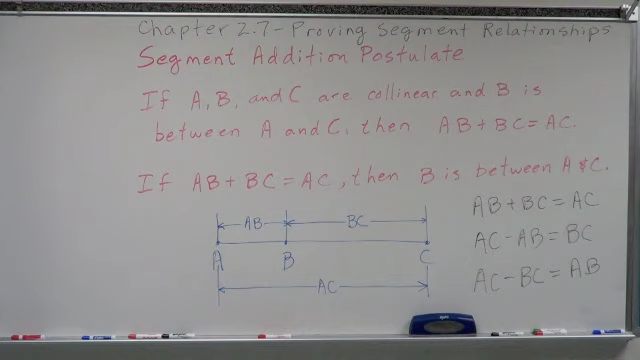 Chapter 2.7-Proving Segment Relationships
Segment Addition Postulate
If A, B, and C are collinear and B is
between A and C, then AB+BC=AC.
If AB+BC=AC, then B is between A & C.
AB+BC=AC
AC-AB=BC
AC-BC=AB
AB BC
A B C
AC